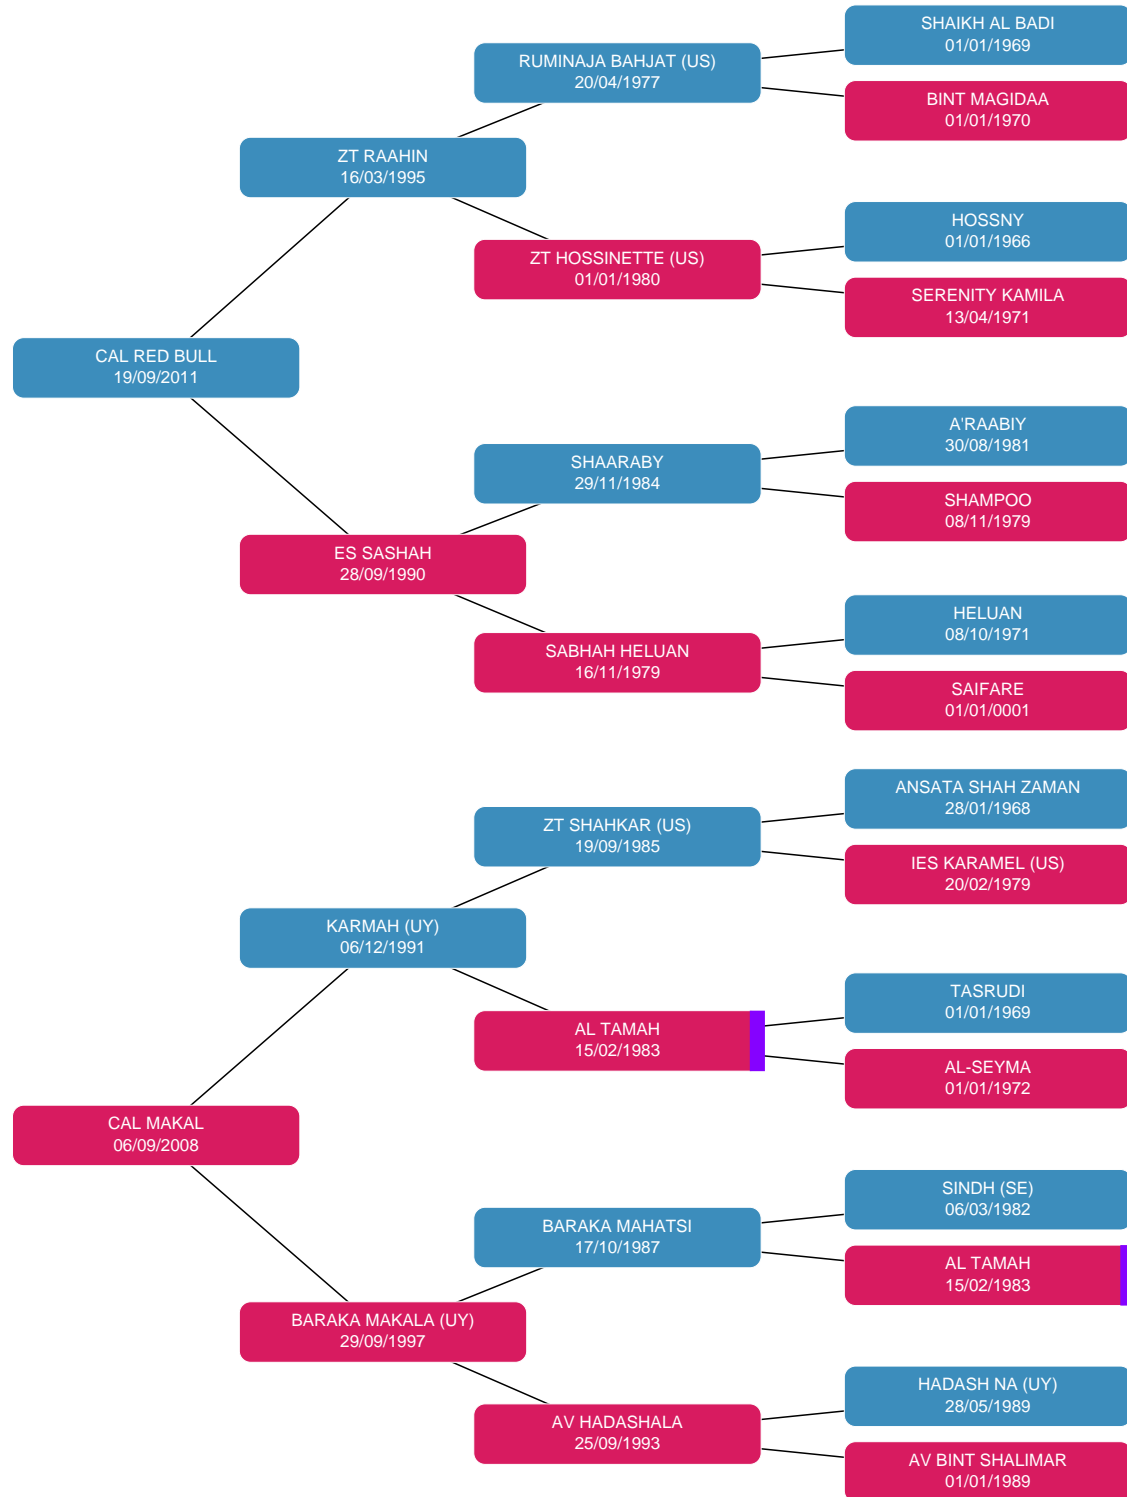 SHAIKH AL BADI
01/01/1969
RUMINAJA BAHJAT (US)
20/04/1977
BINT MAGIDAA
01/01/1970
ZT RAAHIN
16/03/1995
HOSSNY
01/01/1966
ZT HOSSINETTE (US)
01/01/1980
SERENITY KAMILA
13/04/1971
CAL RED BULL
19/09/2011
A'RAABIY
30/08/1981
SHAARABY
29/11/1984
SHAMPOO
08/11/1979
ES SASHAH
28/09/1990
HELUAN
08/10/1971
SABHAH HELUAN
16/11/1979
SAIFARE
01/01/0001
ANSATA SHAH ZAMAN
28/01/1968
ZT SHAHKAR (US)
19/09/1985
IES KARAMEL (US)
20/02/1979
KARMAH (UY)
06/12/1991
TASRUDI
01/01/1969
AL TAMAH
15/02/1983
AL-SEYMA
01/01/1972
CAL MAKAL
06/09/2008
SINDH (SE)
06/03/1982
BARAKA MAHATSI
17/10/1987
AL TAMAH
15/02/1983
BARAKA MAKALA (UY)
29/09/1997
HADASH NA (UY)
28/05/1989
AV HADASHALA
25/09/1993
AV BINT SHALIMAR
01/01/1989